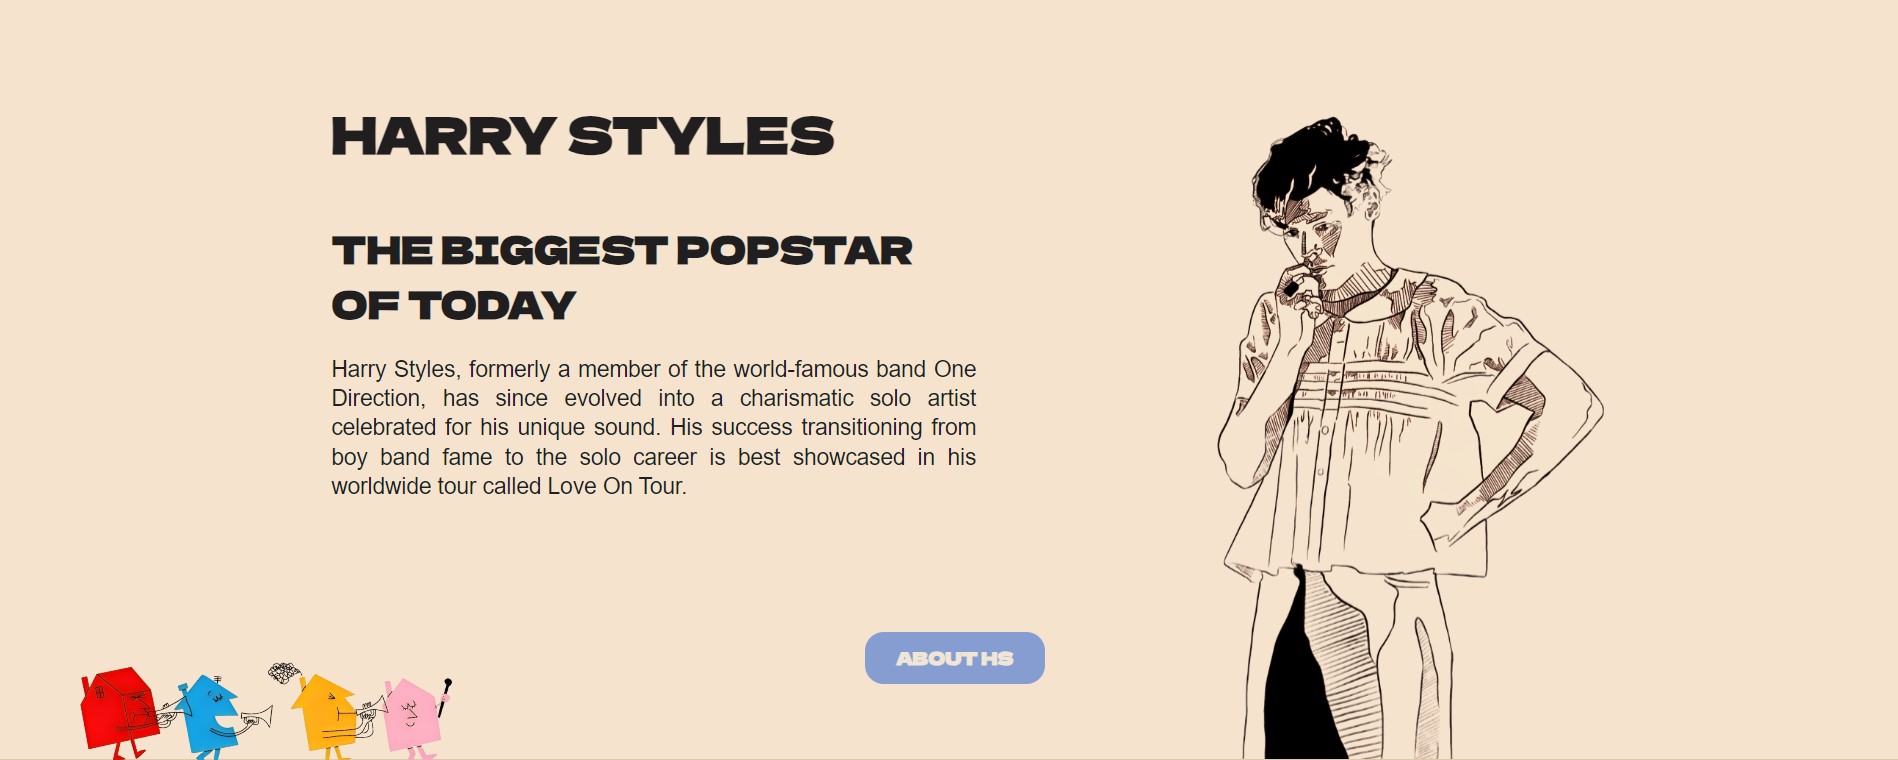 HARRY STYLES
THE BIGGEST POPSTAR
OF TODAY
Harry Styles, formerly a member of the world-famous band One
Direction, has since evolved into a charismatic solo artist
celebrated for his unique sound. His success transitioning from
boy band fame to the solo career is best showcased in his
worldwide tour called Love On Tour.
ABOUT HS